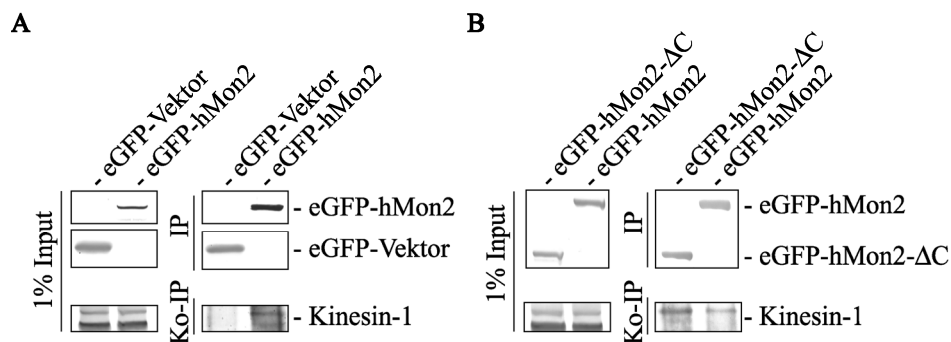 A
B
- eGFP-Vektor
- eGFP-hMon2
- eGFP-Vektor
- eGFP-hMon2
- eGFP-hMon2-ΔC
- eGFP-hMon2
- eGFP-hMon2-ΔC
- eGFP-hMon2
1% Input
IP
- eGFP-hMon2
- eGFP-Vektor
Ko-IP
- Kinesin-1
1% Input
IP
- eGFP-hMon2
- eGFP-hMon2-ΔC
Ko-IP
- Kinesin-1